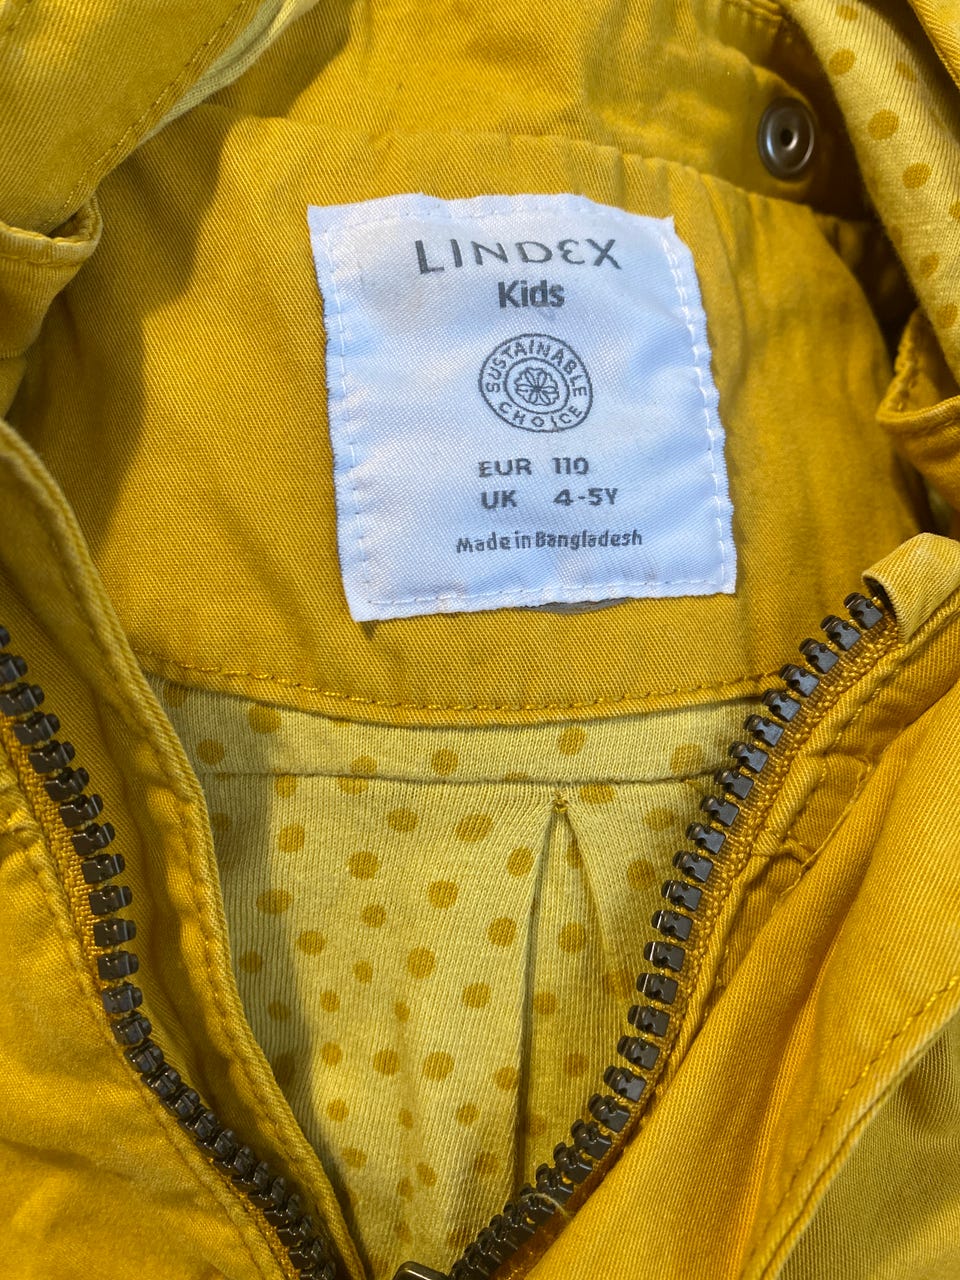 LINDEX
Kids
SUSTAINABLE
CHOICE
EUR 110
UK 4-5Y
Made in Bangladesh